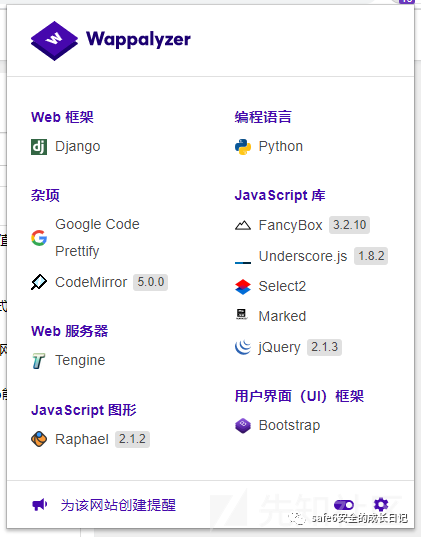 Wappalyzer
Web 框架
Django
杂项
Google Code
Prettify
CodeMirror 5.0.0
Web 服务器
Tengine
JavaScript 图形
Raphael 2.1.2
编程语言
Python
JavaScript 库
FancyBox 3.2.10
Underscore.js 1.8.2
Select2
Marked
jQuery 2.1.3
用户界面（UI）框架
Bootstrap
为该网站创建提醒
safe6安全的成长日记